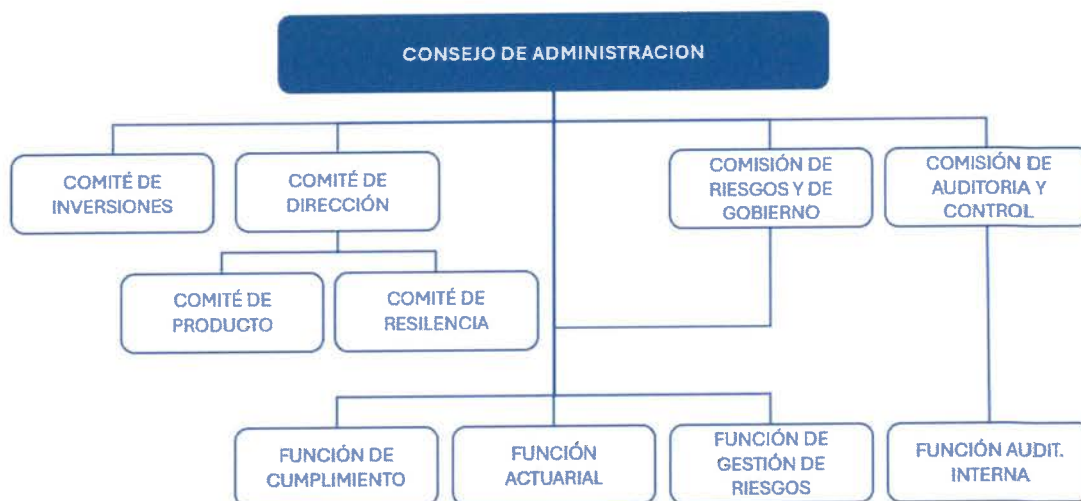 CONSEJO DE ADMINISTRACION
COMITÉ DE
INVERSIONES
COMITÉ DE
DIRECCIÓN
COMISIÓN DE
RIESGOS Y DE
GOBIERNO
COMISIÓN DE
AUDITORIA Y
CONTROL
COMITÉ DE
PRODUCTO
COMITÉ DE
RESILENCIA
FUNCIÓN DE
CUMPLIMIENTO
FUNCIÓN
ACTUARIAL
FUNCIÓN DE
GESTIÓN DE
RIESGOS
FUNCIÓN AUDIT.
INTERNA